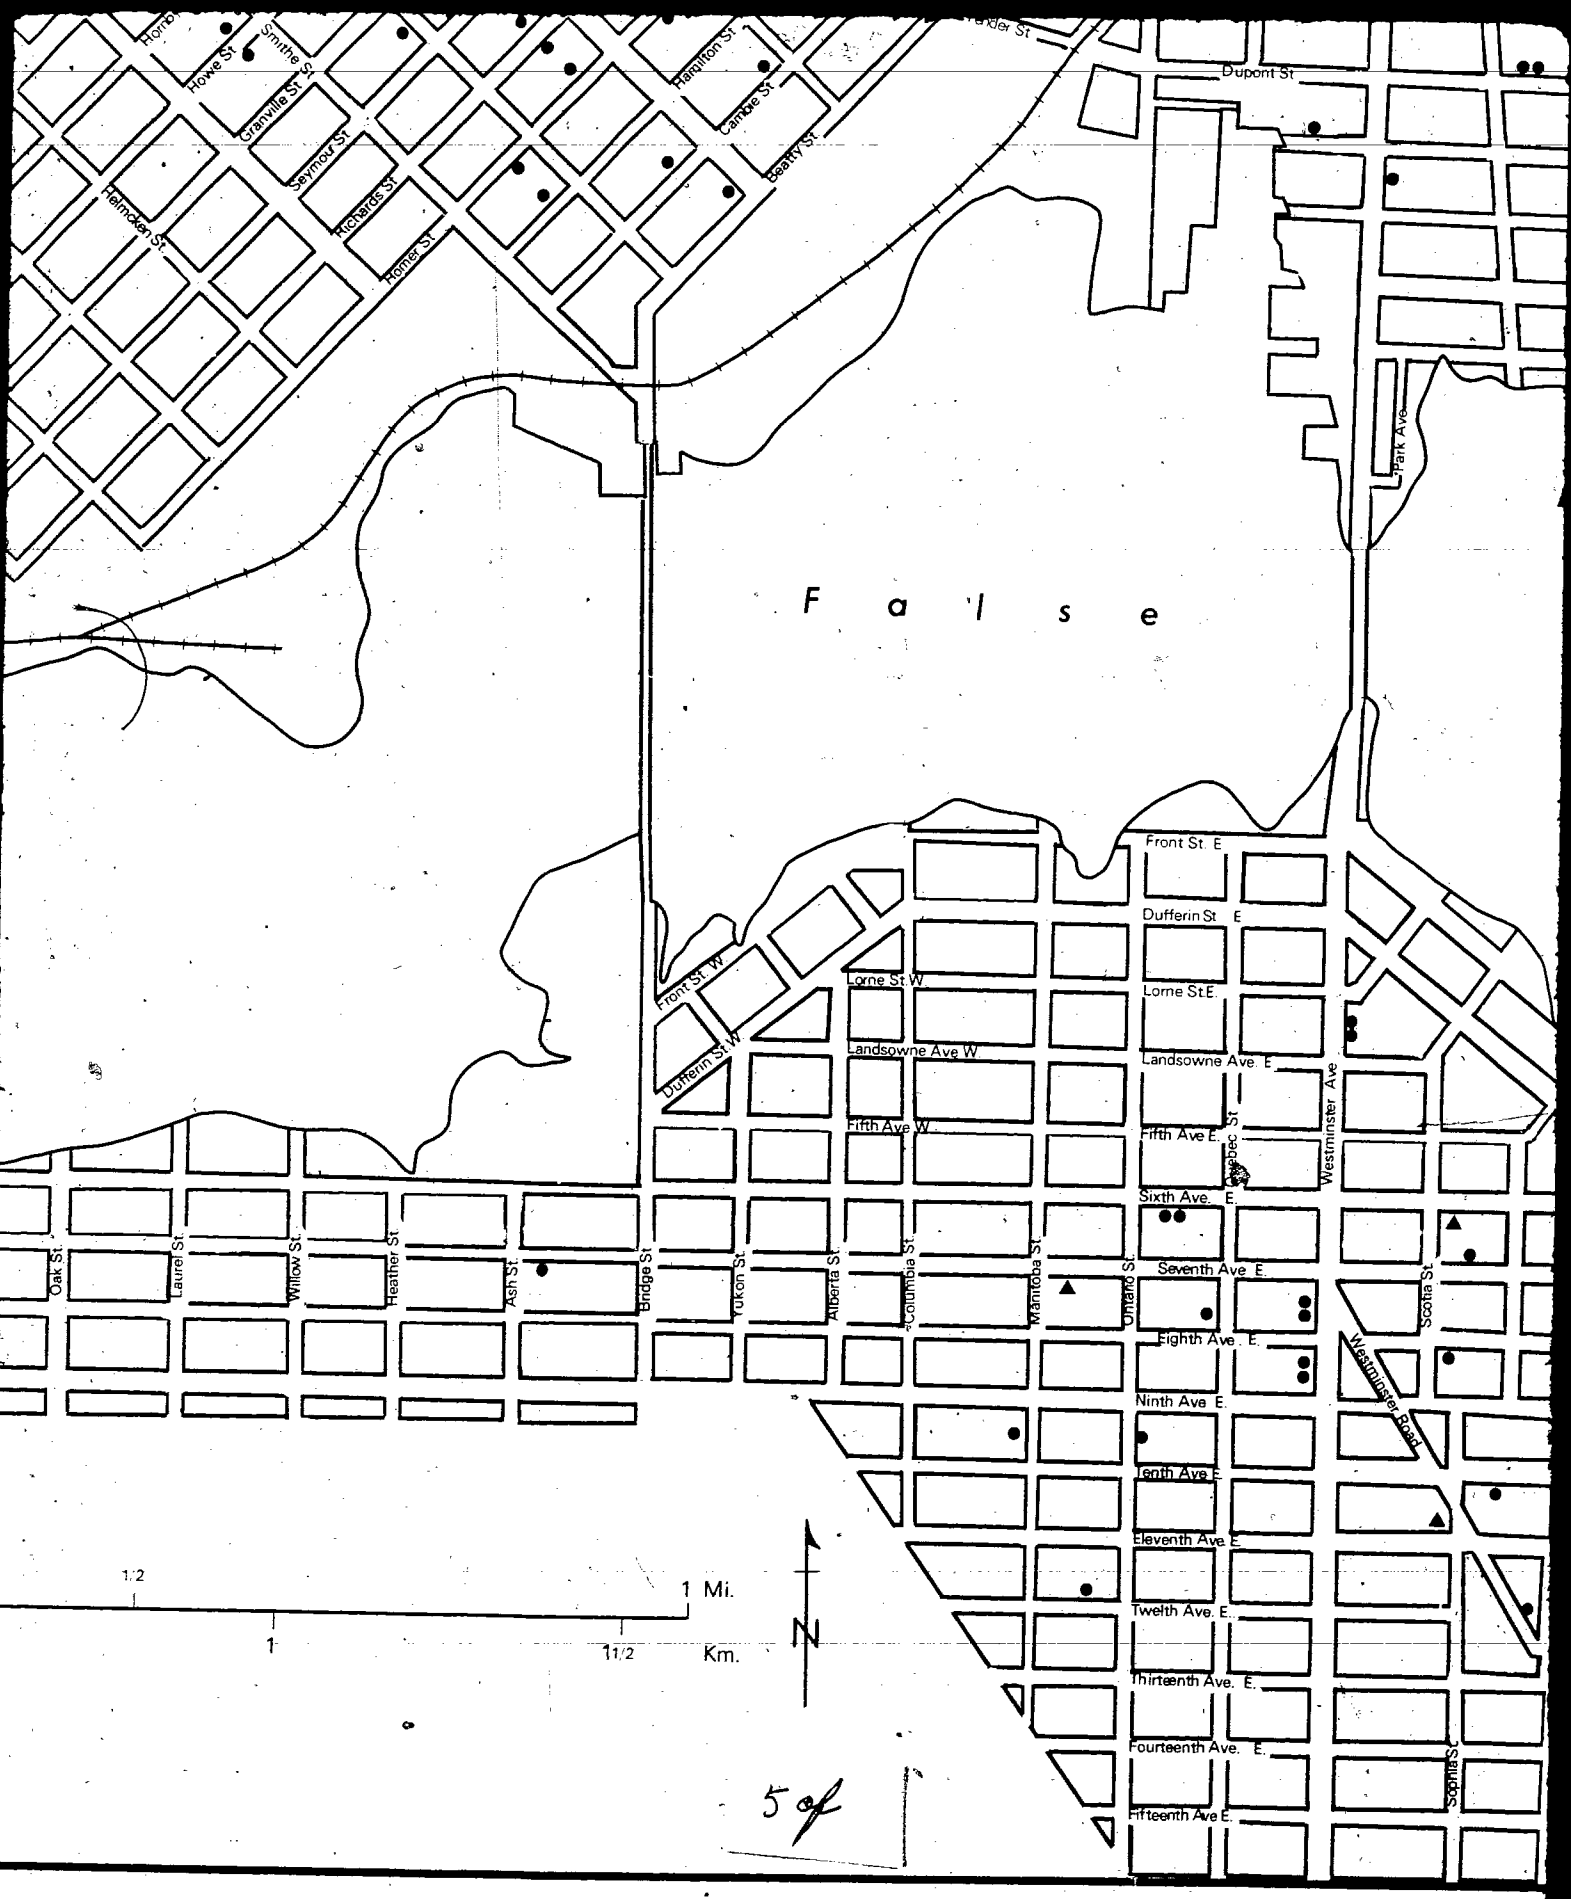 Smithe St
Howe St
Hamilton St
Dupont St
Granville St
Cambie St
Seymour St
Beatty St
Richards St
Helmcken St.
Homer St
Park Ave
F a l s e
Front St. E
Dufferin St E
Front St. W
Lorne St. W.
Lorne St. E.
Dufferin St. W.
Landsowne Ave W
Landsowne Ave. E
Westminster Ave
Quebec St
Fifth Ave W.
Fifth Ave E.
Sixth Ave. E.
Oak St.
Laurel St.
Willow St.
Heather St.
Ash St.
Bridge St
Yukon St.
Alberta St.
Columbia St.
Manitoba St.
Ontario St.
Seventh Ave E.
Scotia St
Eighth Ave. E.
Westminster Road
Ninth Ave E.
Tenth Ave E
Eleventh Ave E
1/2
1 Mi.
Twelth Ave. E.
N
1
11/2
Km.
Thirteenth Ave. E.
Fourteenth Ave. E.
Sophia St.
5 of
Fifteenth Ave E.